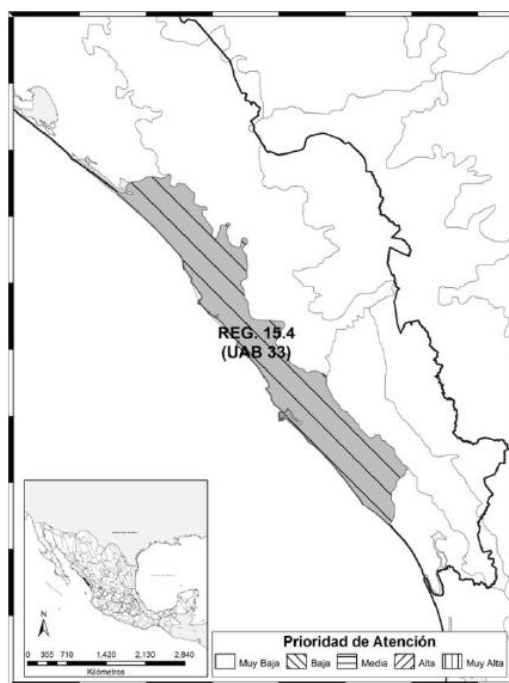 REG. 15.4
(UAB 33)
N
0 355 710 1,420 2,130 2,840
Kilómetros
Prioridad de Atención
Muy Baja Baja Media Alta Muy Alta